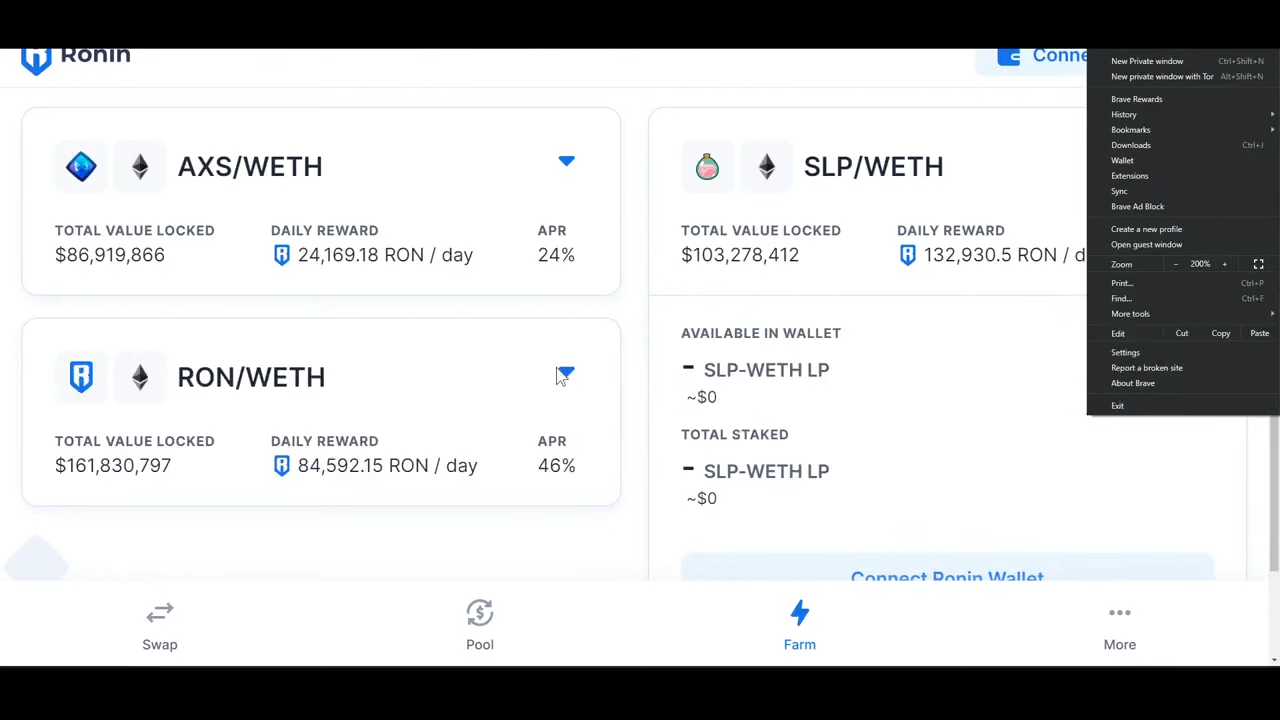 Ronin
Conne
AXS/WETH
TOTAL VALUE LOCKED DAILY REWARD APR
$86,919,866 24,169.18 RON / day 24%
RON/WETH
TOTAL VALUE LOCKED DAILY REWARD APR
$161,830,797 84,592.15 RON / day 46%
SLP/WETH
TOTAL VALUE LOCKED DAILY REWARD
$103,278,412 132,930.5 RON / d
AVAILABLE IN WALLET
- SLP-WETH LP
~$0
TOTAL STAKED
- SLP-WETH LP
~$0
Connect Ronin Wallet
New Private window Ctrl+Shift+N
New private window with Tor Alt+Shift+N
Brave Rewards
History
Bookmarks
Downloads Ctrl+J
Wallet
Extensions
Sync
Brave Ad Block
Create a new profile
Open guest window
Zoom - 200% +
Print... Ctrl+P
Find... Ctrl+F
More tools
Edit Cut Copy Paste
Settings
Report a broken site
About Brave
Exit
Swap Pool Farm More